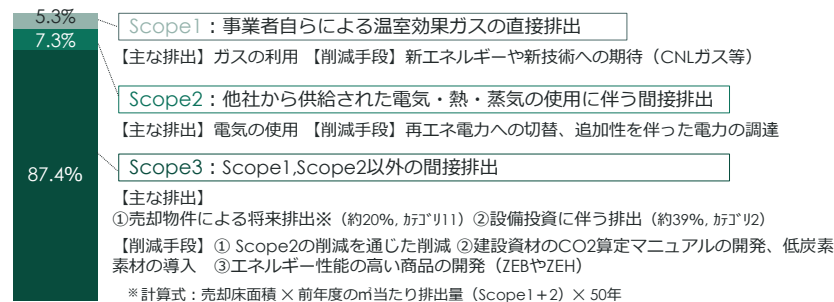 5.3%
Scope1：事業者自らによる温室効果ガスの直接排出
7.3%
【主な排出】ガスの利用 【削減手段】新エネルギーや新技術への期待（CNLガス等）
Scope2：他社から供給された電気・熱・蒸気の使用に伴う間接排出
【主な排出】電気の使用 【削減手段】再エネ電力への切替、追加性を伴った電力の調達
87.4%
Scope3：Scope1,Scope2以外の間接排出
【主な排出】
①売却物件による将来排出※（約20%, ｶﾃｺﾞﾘ11）②設備投資に伴う排出（約39%, ｶﾃｺﾞﾘ2）
【削減手段】① Scope2の削減を通じた削減 ②建設資材のCO2算定マニュアルの開発、低炭素
素材の導入　③エネルギー性能の高い商品の開発（ZEBやZEH）
※計算式：売却床面積 × 前年度の㎡当たり排出量（Scope1＋2）× 50年